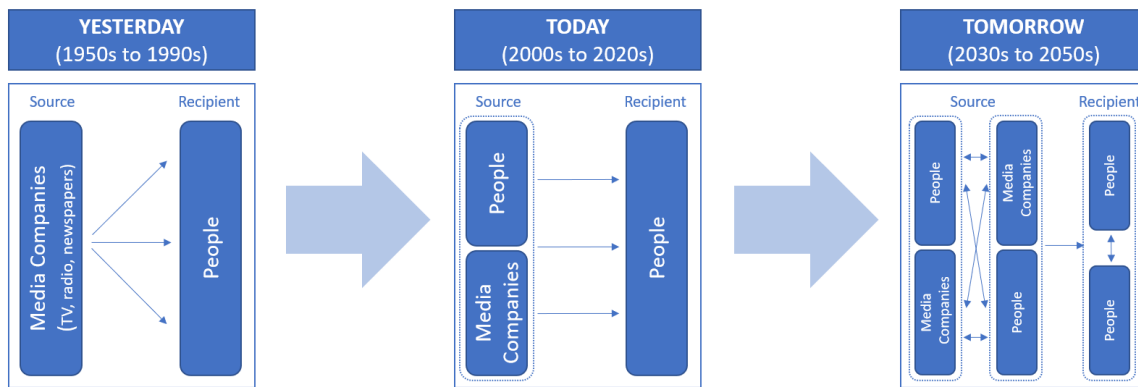 YESTERDAY
(1950s to 1990s)
Source
Recipient
Media Companies
(TV, radio, newspapers)
People
TODAY
(2000s to 2020s)
Source
Recipient
People
Media
Companies
People
TOMORROW
(2030s to 2050s)
Source
Recipient
People
Media
Companies
Media
Companies
People
People
People